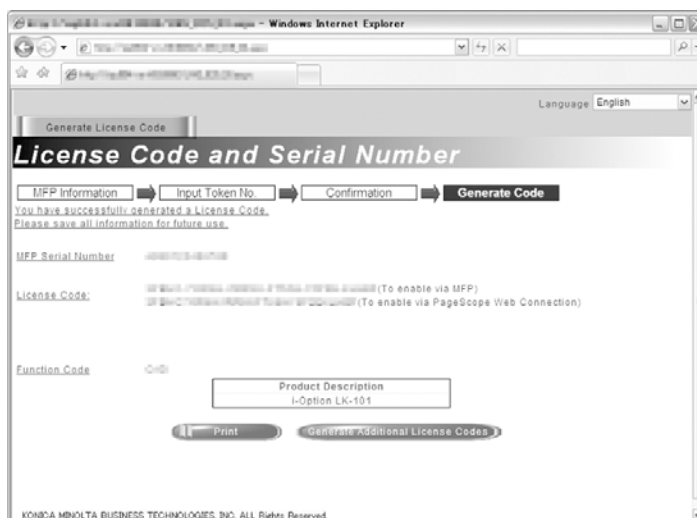 - Windows Internet Explorer
Language English
Generate License Code
License Code and Serial Number
MFP Information Input Token No. Confirmation Generate Code
You have successfully generated a License Code.
Please save all information for future use.
MFP Serial Number
License Code: (To enable via MFP)
(To enable via PageScope Web Connection)
Function Code
Product Description
i-Option LK-101
Print Generate Additional License Codes
KONICA MINOLTA BUSINESS TECHNOLOGIES, INC. ALL Rights Reserved.